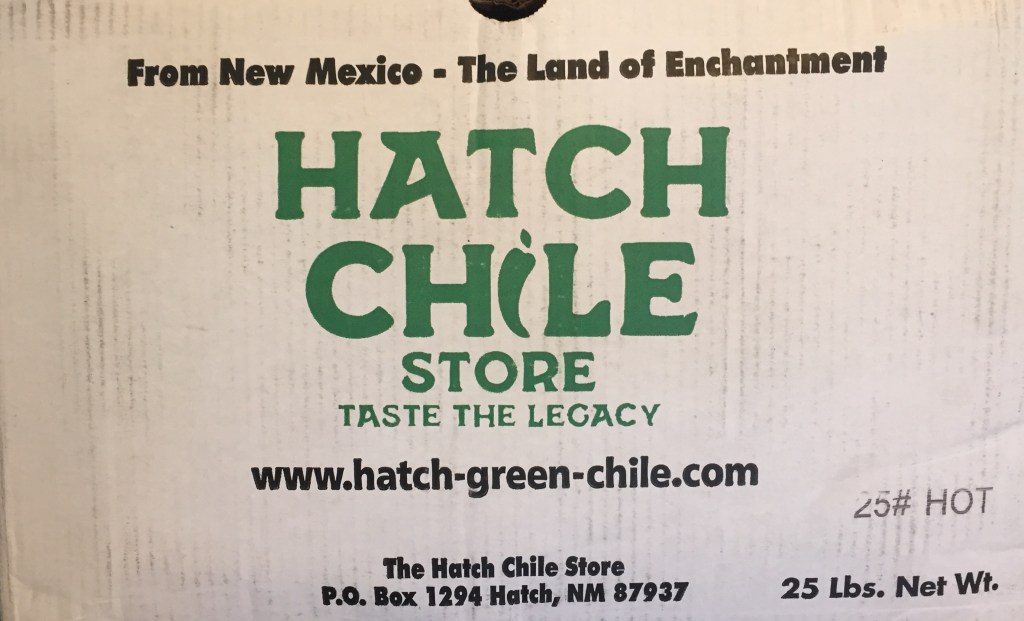 From New Mexico - The Land of Enchantment
HATCH
CHiLE
STORE
TASTE THE LEGACY
www.hatch-green-chile.com
25# HOT
The Hatch Chile Store
P.O. Box 1294 Hatch, NM 87937
25 Lbs. Net Wt.